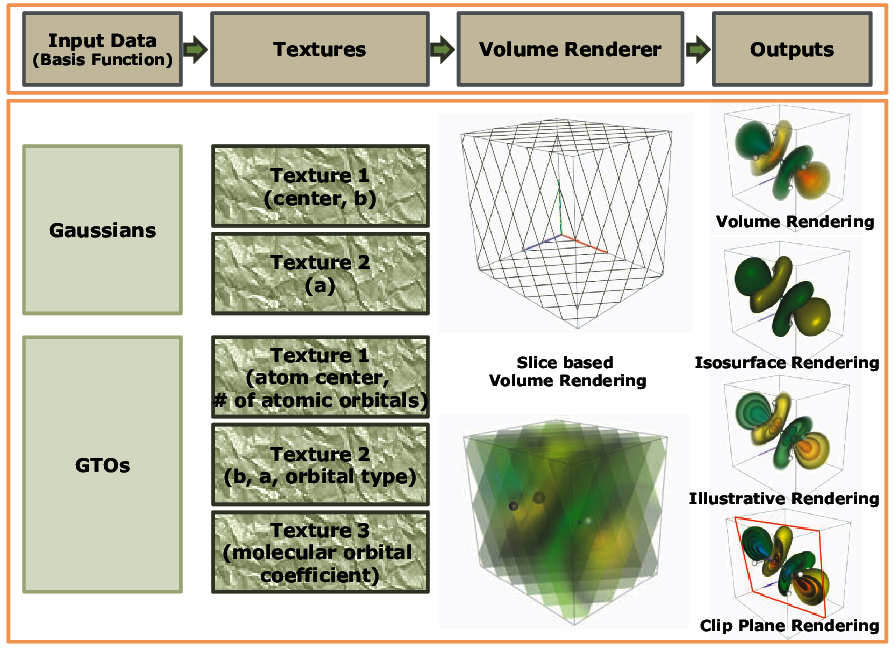 Input Data
(Basis Function)
Textures
Volume Renderer
Outputs
Gaussians
Texture 1
(center, b)
Texture 2
(a)
GTOs
Texture 1
(atom center,
# of atomic orbitals)
Texture 2
(b, a, orbital type)
Texture 3
(molecular orbital
coefficient)
Slice based
Volume Rendering
Volume Rendering
Isosurface Rendering
Illustrative Rendering
Clip Plane Rendering